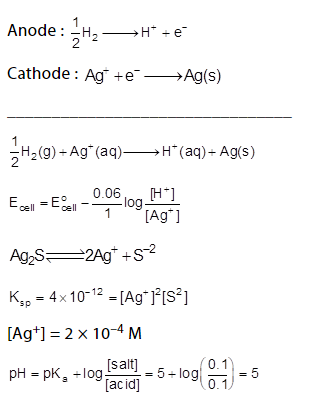 Anode : 1/2 H₂ ⟶ H⁺ + e⁻
Cathode : Ag⁺ + e⁻ ⟶ Ag(s)
1/2 H₂(g) + Ag⁺(aq) ⟶ H⁺(aq) + Ag(s)
E_cell = E°_cell − 0.06/1 log [H⁺]/[Ag⁺]
Ag₂S ⇌ 2Ag⁺ + S⁻²
K_sp = 4 × 10⁻¹² = [Ag⁺]²[S²]
[Ag⁺] = 2 × 10⁻⁴ M
pH = pK_a + log [salt]/[acid] = 5 + log(0.1/0.1) = 5